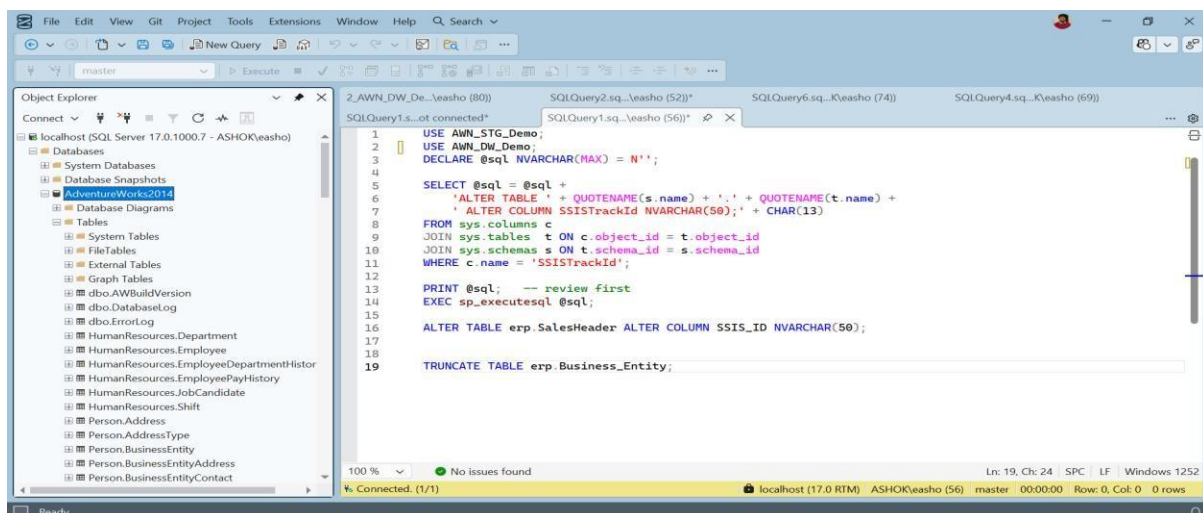 File Edit View Git Project Tools Extensions Window Help Search
New Query
master Execute
Object Explorer
Connect
localhost (SQL Server 17.0.1000.7 - ASHOK\easho)
Databases
System Databases
Database Snapshots
AdventureWorks2014
Database Diagrams
Tables
System Tables
FileTables
External Tables
Graph Tables
dbo.AWBuildVersion
dbo.DatabaseLog
dbo.ErrorLog
HumanResources.Department
HumanResources.Employee
HumanResources.EmployeeDepartmentHistor
HumanResources.EmployeePayHistory
HumanResources.JobCandidate
HumanResources.Shift
Person.Address
Person.AddressType
Person.BusinessEntity
Person.BusinessEntityAddress
Person.BusinessEntityContact
2_AWN_DW_De...\easho (80)) SQLQuery2.sq...\easho (52))* SQLQuery6.sq...K\easho (74)) SQLQuery4.sq...K\easho (69))
SQLQuery1.s...ot connected* SQLQuery1.sq...\easho (56))*
1 USE AWN_STG_Demo;
2 USE AWN_DW_Demo;
3 DECLARE @sql NVARCHAR(MAX) = N'';
4
5 SELECT @sql = @sql +
6 'ALTER TABLE ' + QUOTENAME(s.name) + '.' + QUOTENAME(t.name) +
7 ' ALTER COLUMN SSISTrackId NVARCHAR(50);' + CHAR(13)
8 FROM sys.columns c
9 JOIN sys.tables t ON c.object_id = t.object_id
10 JOIN sys.schemas s ON t.schema_id = s.schema_id
11 WHERE c.name = 'SSISTrackId';
12
13 PRINT @sql; -- review first
14 EXEC sp_executesql @sql;
15
16 ALTER TABLE erp.SalesHeader ALTER COLUMN SSIS_ID NVARCHAR(50);
17
18
19 TRUNCATE TABLE erp.Business_Entity;
100 % No issues found Ln: 19, Ch: 24 SPC LF Windows 1252
Connected. (1/1) localhost (17.0 RTM) ASHOK\easho (56) master 00:00:00 Row: 0, Col: 0 0 rows
Ready